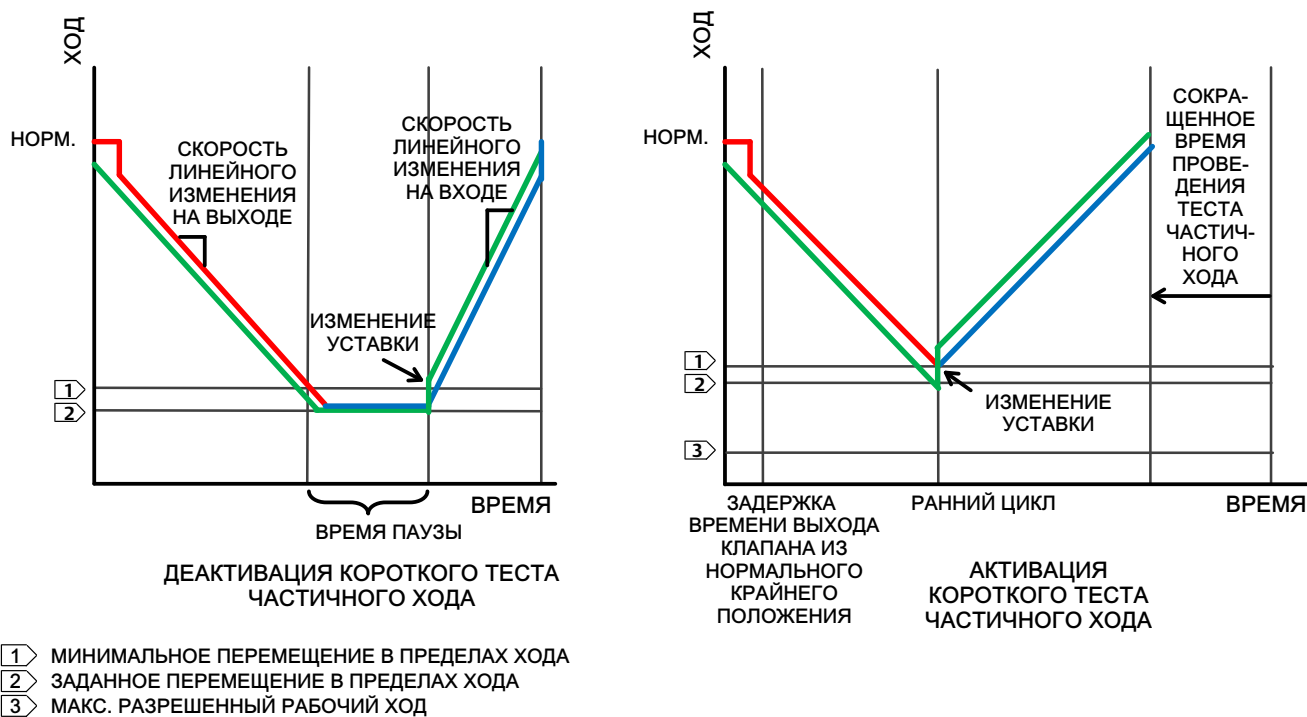 ХОД
НОРМ.
СКОРОСТЬ
ЛИНЕЙНОГО
ИЗМЕНЕНИЯ
НА ВЫХОДЕ
СКОРОСТЬ
ЛИНЕЙНОГО
ИЗМЕНЕНИЯ
НА ВХОДЕ
ИЗМЕНЕНИЕ
УСТАВКИ
1
2
ВРЕМЯ
ВРЕМЯ ПАУЗЫ
ДЕАКТИВАЦИЯ КОРОТКОГО ТЕСТА
ЧАСТИЧНОГО ХОДА
ХОД
НОРМ.
СОКРА-
ЩЕННОЕ
ВРЕМЯ
ПРОВЕ-
ДЕНИЯ
ТЕСТА
ЧАСТИЧ-
НОГО
ХОДА
1
2
ИЗМЕНЕНИЕ
УСТАВКИ
3
ЗАДЕРЖКА
ВРЕМЕНИ ВЫХОДА
КЛАПАНА ИЗ
НОРМАЛЬНОГО
КРАЙНЕГО
ПОЛОЖЕНИЯ
РАННИЙ ЦИКЛ
ВРЕМЯ
АКТИВАЦИЯ
КОРОТКОГО ТЕСТА
ЧАСТИЧНОГО ХОДА
1 МИНИМАЛЬНОЕ ПЕРЕМЕЩЕНИЕ В ПРЕДЕЛАХ ХОДА
2 ЗАДАННОЕ ПЕРЕМЕЩЕНИЕ В ПРЕДЕЛАХ ХОДА
3 МАКС. РАЗРЕШЕННЫЙ РАБОЧИЙ ХОД